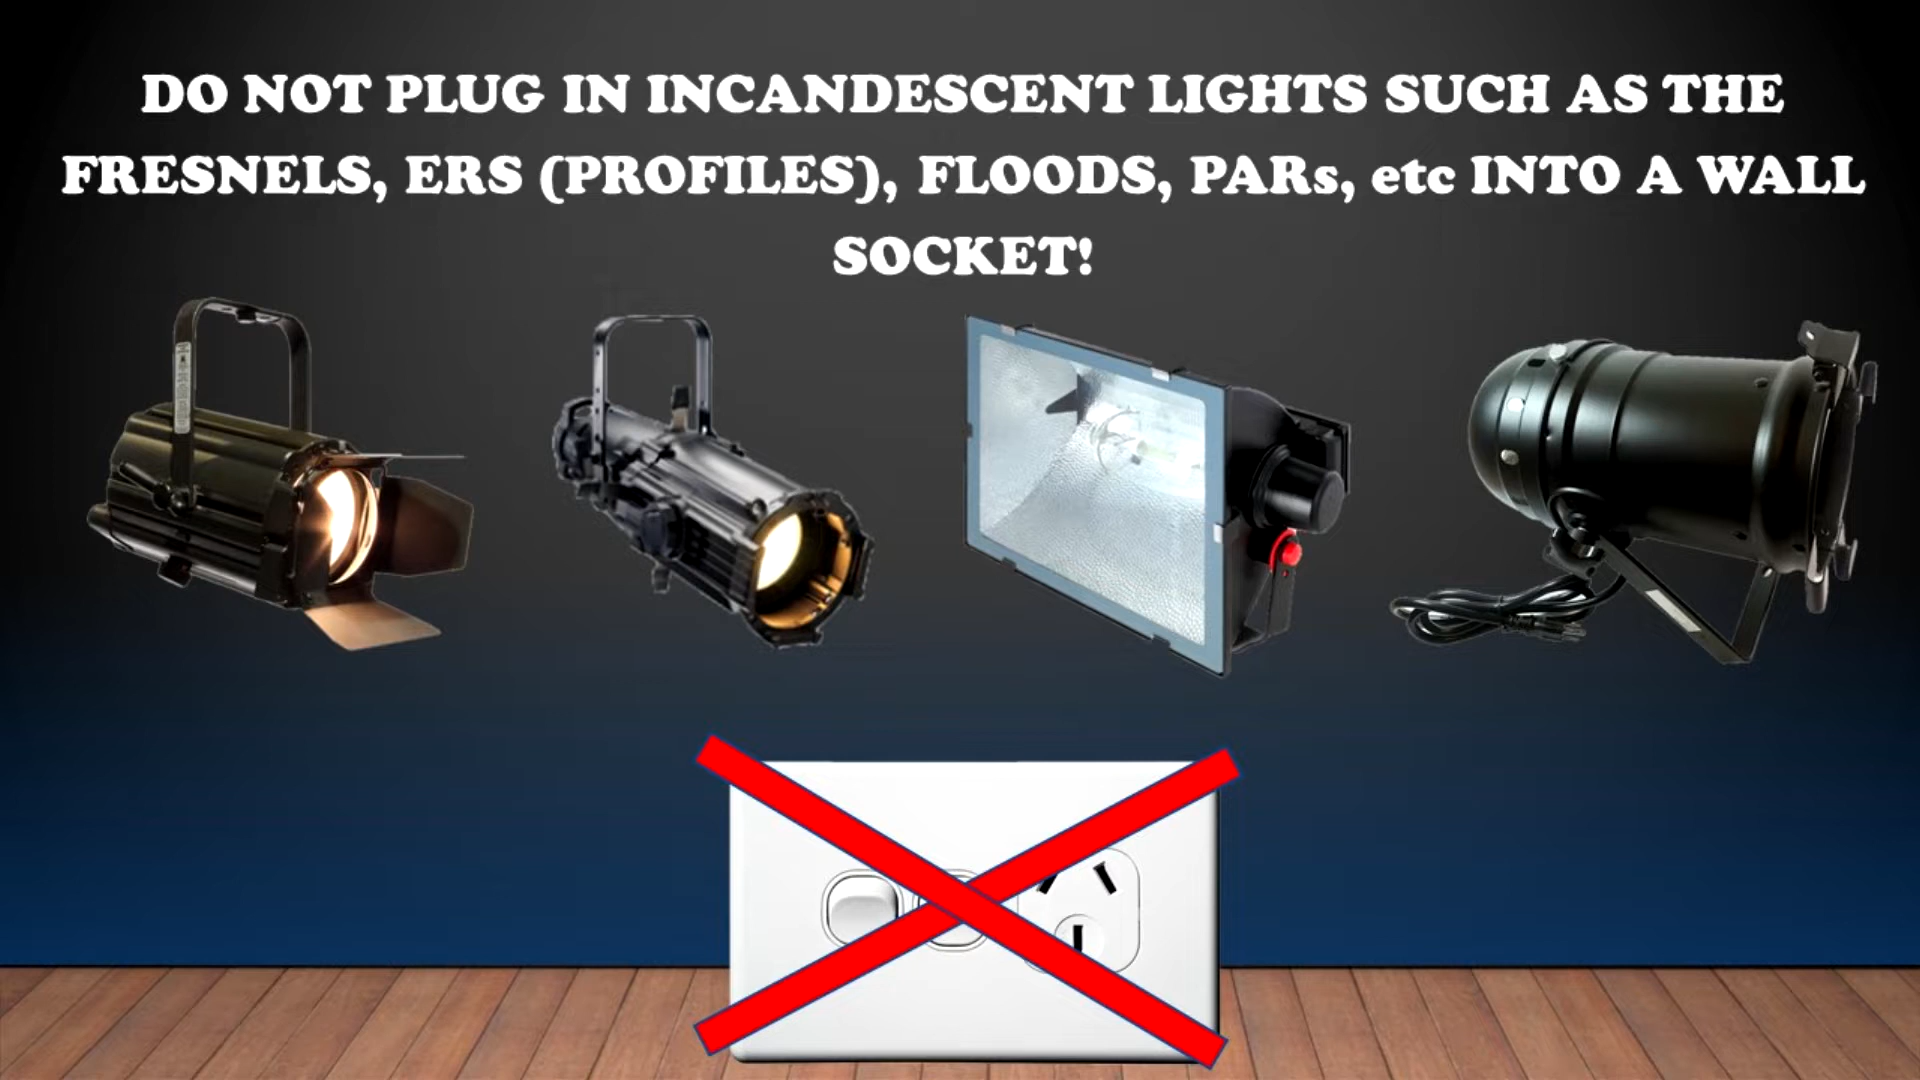 DO NOT PLUG IN INCANDESCENT LIGHTS SUCH AS THE
FRESNELS, ERS (PROFILES), FLOODS, PARs, etc INTO A WALL
SOCKET!